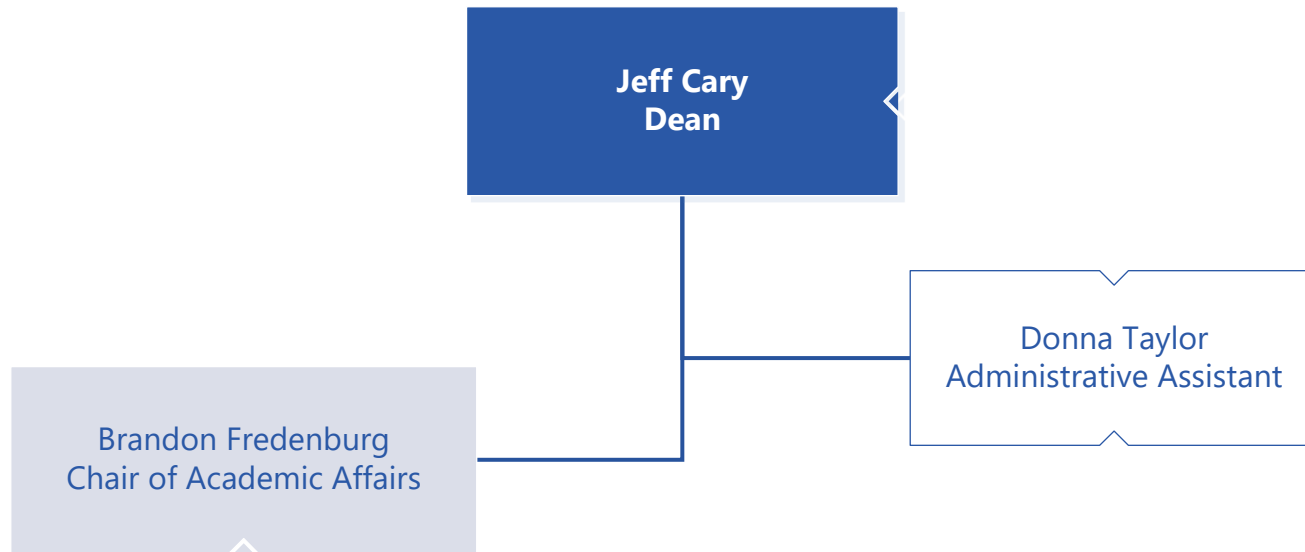 Jeff Cary
Dean
Donna Taylor
Administrative Assistant
Brandon Fredenburg
Chair of Academic Affairs